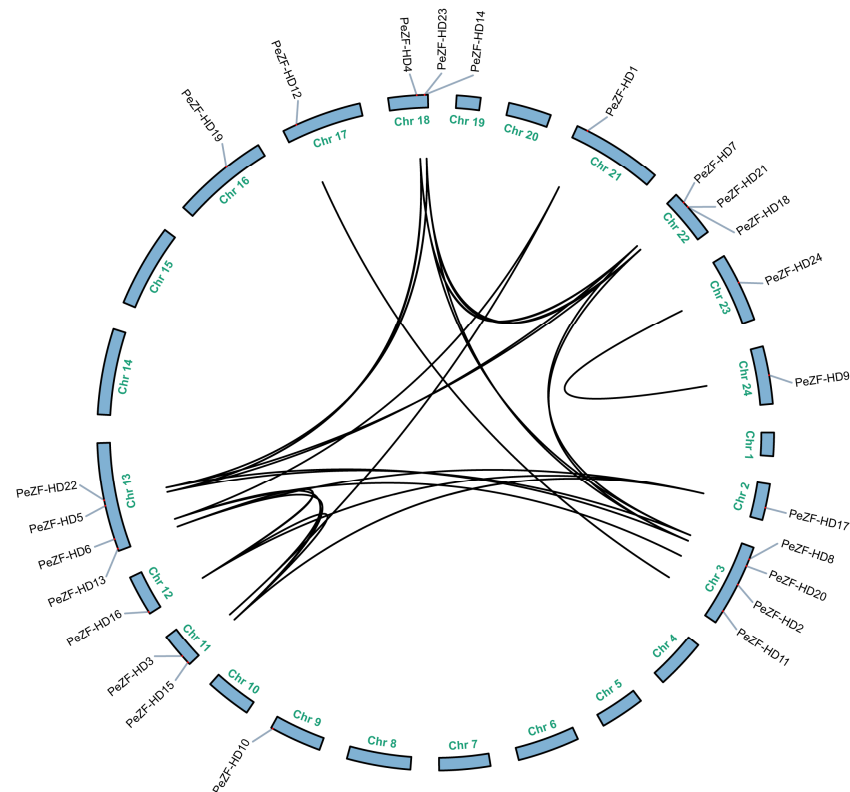 PeZF-HD4
PeZF-HD23
PeZF-HD14
PeZF-HD12
PeZF-HD1
PeZF-HD19
PeZF-HD7
PeZF-HD21
PeZF-HD18
PeZF-HD24
PeZF-HD9
PeZF-HD17
PeZF-HD8
PeZF-HD20
PeZF-HD2
PeZF-HD11
PeZF-HD10
PeZF-HD15
PeZF-HD3
PeZF-HD16
PeZF-HD13
PeZF-HD6
PeZF-HD5
PeZF-HD22
Chr 1
Chr 2
Chr 3
Chr 4
Chr 5
Chr 6
Chr 7
Chr 8
Chr 9
Chr 10
Chr 11
Chr 12
Chr 13
Chr 14
Chr 15
Chr 16
Chr 17
Chr 18
Chr 19
Chr 20
Chr 21
Chr 22
Chr 23
Chr 24